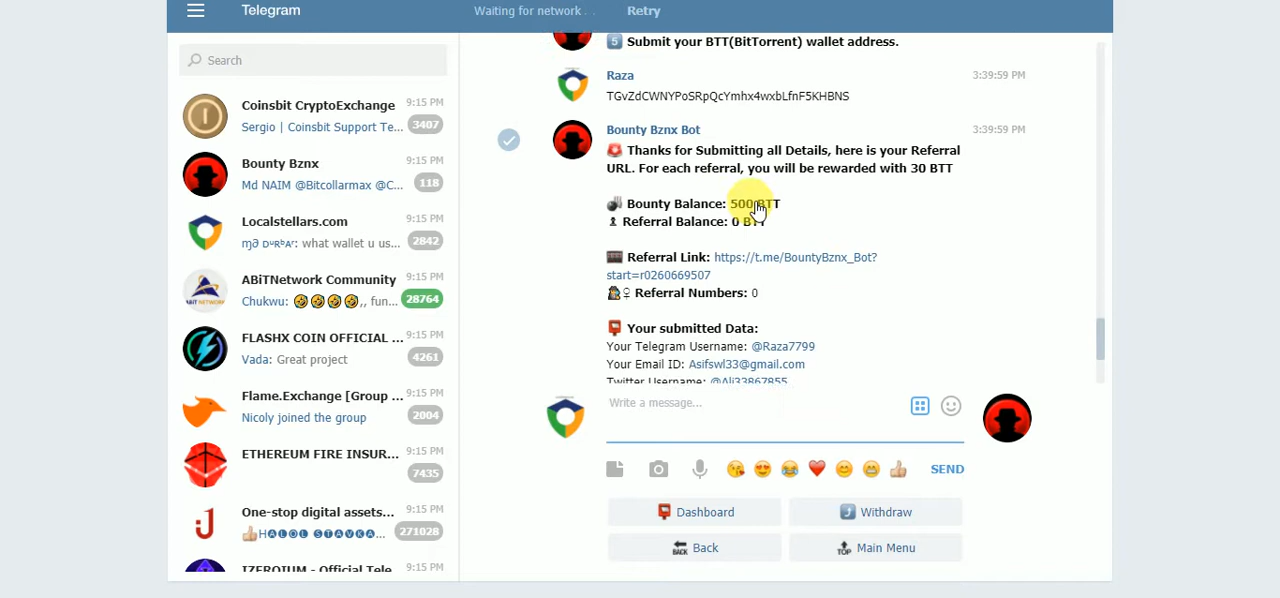 Telegram
Waiting for network ...
Retry
Search
Coinsbit CryptoExchange 9:15 PM
Sergio | Coinsbit Support Te... 3407
Bounty Bznx 9:15 PM
Md NAIM @Bitcollarmax @C... 118
Localstellars.com 9:15 PM
what wallet u us... 2842
ABiTNetwork Community 9:15 PM
Chukwu: 🤣🤣🤣🤣,, fun... 28764
FLASHX COIN OFFICIAL ... 9:15 PM
Vada: Great project 4261
Flame.Exchange [Group ... 9:15 PM
Nicoly joined the group 2004
ETHEREUM FIRE INSUR... 9:15 PM
7435
One-stop digital assets... 9:15 PM
👍🏻🅗🅐🅛🅞🅛 🅢🅣🅐🅥🅚🅐... 271028
IZEROIUM - Official Tele... 9:15 PM
5️⃣ Submit your BTT(BitTorrent) wallet address.
Raza 3:39:59 PM
TGvZdCWNYPoSRpQcYmhx4wxbLfnF5KHBNS
Bounty Bznx Bot 3:39:59 PM
🚨 Thanks for Submitting all Details, here is your Referral
URL. For each referral, you will be rewarded with 30 BTT
Bounty Balance: 500 BTT
Referral Balance: 0 BTT
Referral Link: https://t.me/BountyBznx_Bot?
start=r0260669507
Referral Numbers: 0
📮 Your submitted Data:
Your Telegram Username: @Raza7799
Your Email ID: Asifswl33@gmail.com
Twitter Username: @Ali33867855
Write a message...
SEND
📮 Dashboard
⤴️ Withdraw
🔙 Back
🔝 Main Menu